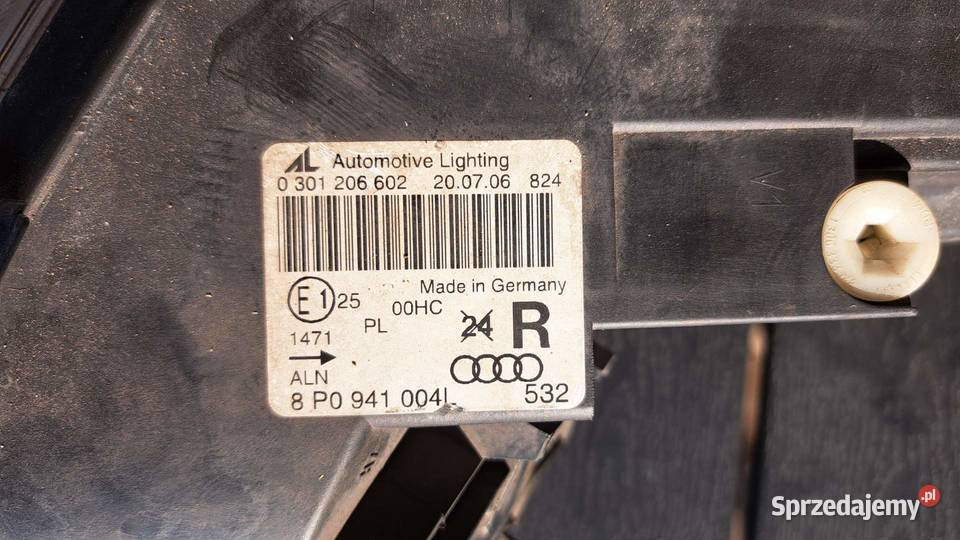 AL Automotive Lighting
0 301 206 602 20.07.06 824
Made in Germany
E1 25
00HC
PL
24 R
1471
ALN
8 P0 941 004L 532
Sprzedajemy.pl